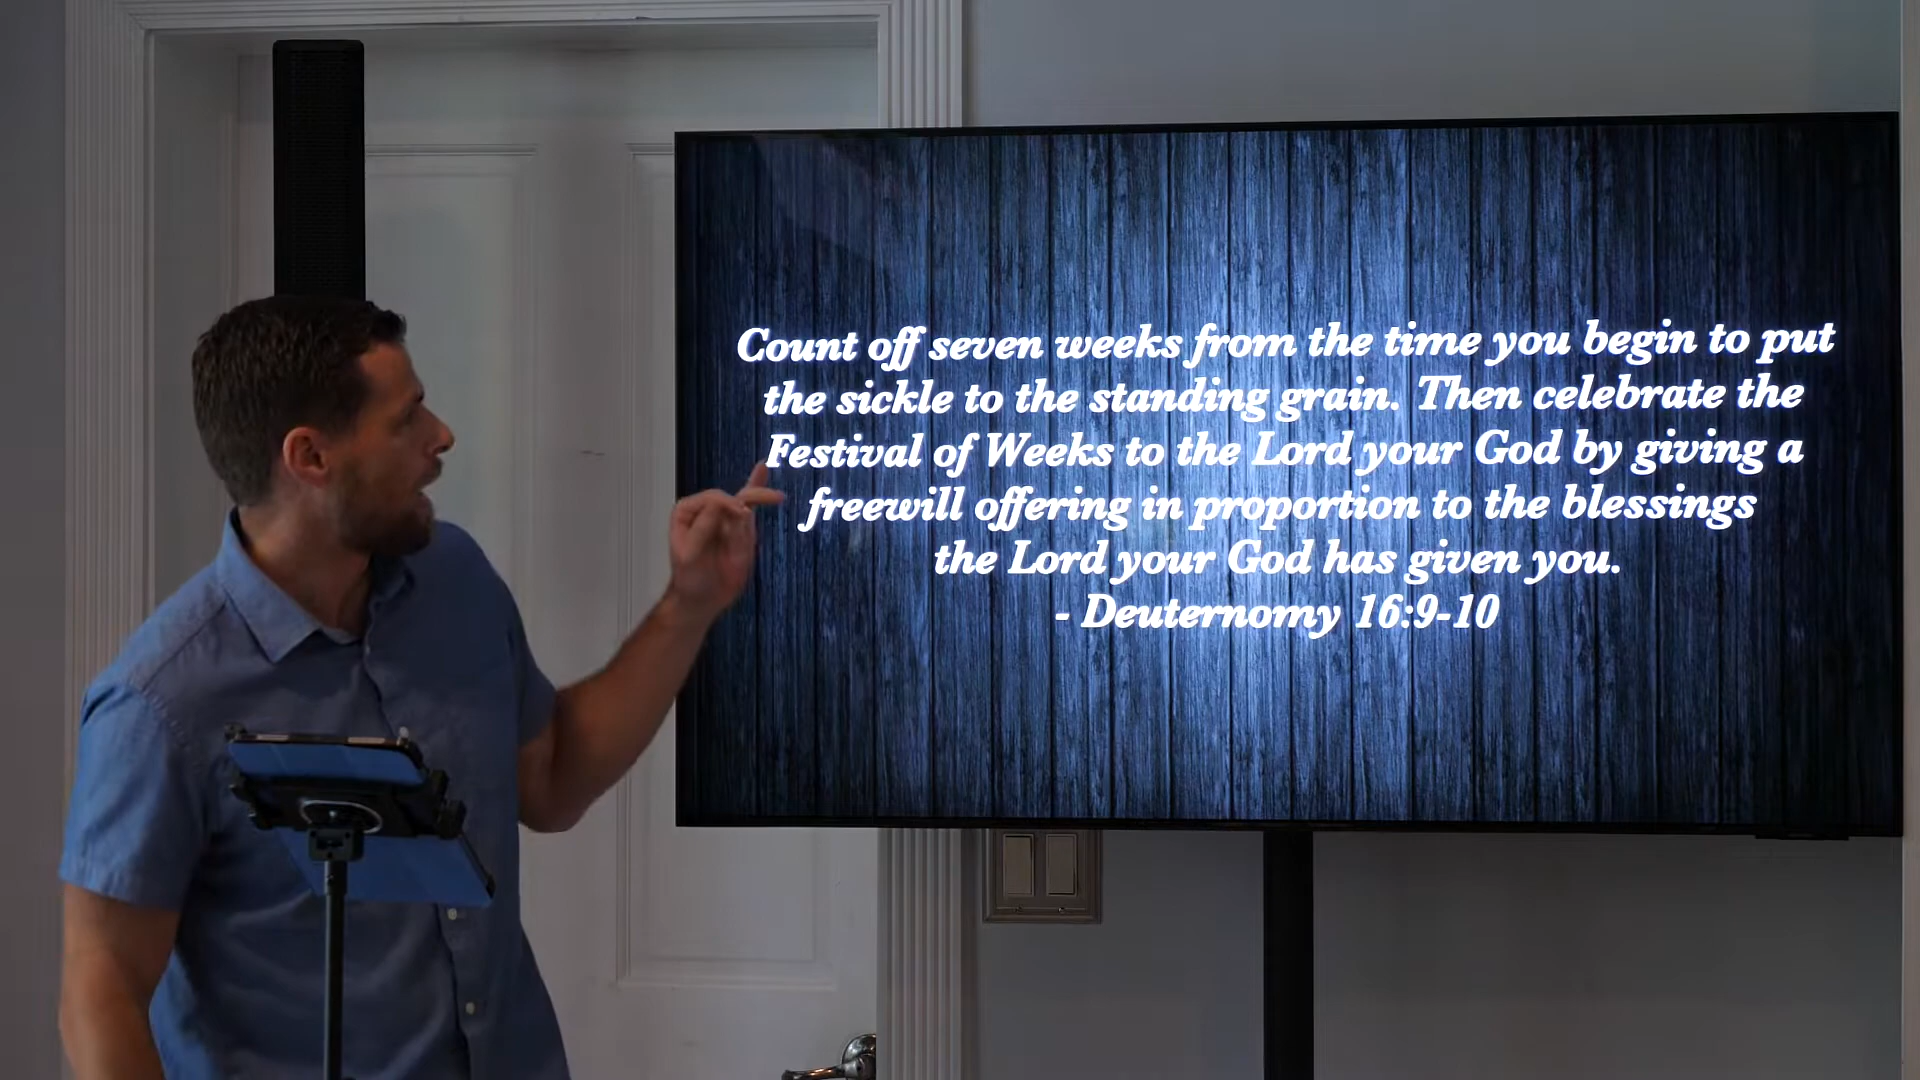 Count off seven weeks from the time you begin to put
the sickle to the standing grain. Then celebrate the
Festival of Weeks to the Lord your God by giving a
freewill offering in proportion to the blessings
the Lord your God has given you.
- Deuternomy 16:9-10